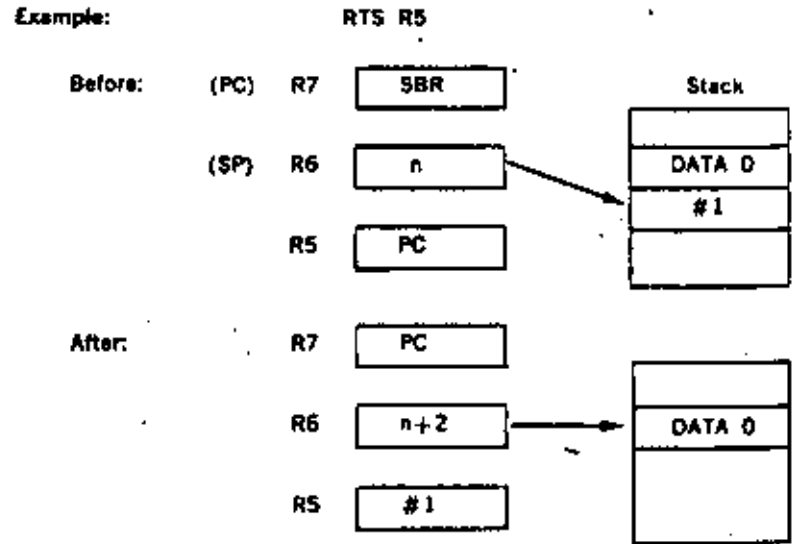 Example: RTS R5
Before: (PC) R7 SBR Stack
(SP) R6 n DATA 0
#1
R5 PC
After: R7 PC
R6 n+2 DATA 0
R5 #1